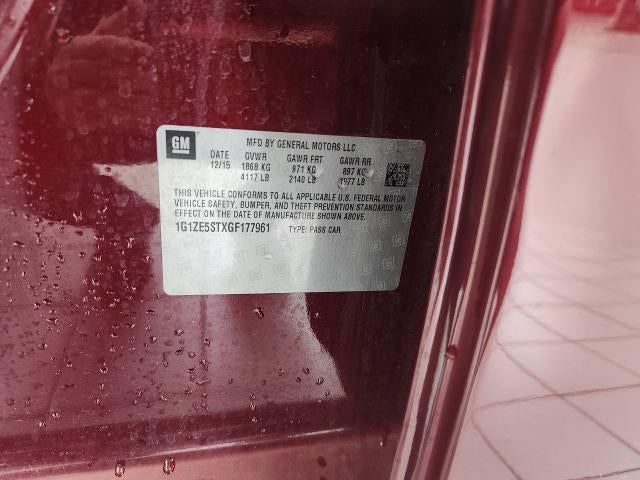 GM
MFD BY GENERAL MOTORS LLC
DATE GVWR GAWR FRT GAWR RR
12/15 1868 KG 971 KG 897 KG
4117 LB 2140 LB 1977 LB
THIS VEHICLE CONFORMS TO ALL APPLICABLE U.S. FEDERAL MOTOR
VEHICLE SAFETY, BUMPER, AND THEFT PREVENTION STANDARDS IN
EFFECT ON THE DATE OF MANUFACTURE SHOWN ABOVE.
1G1ZE5STXGF177961 TYPE: PASS CAR